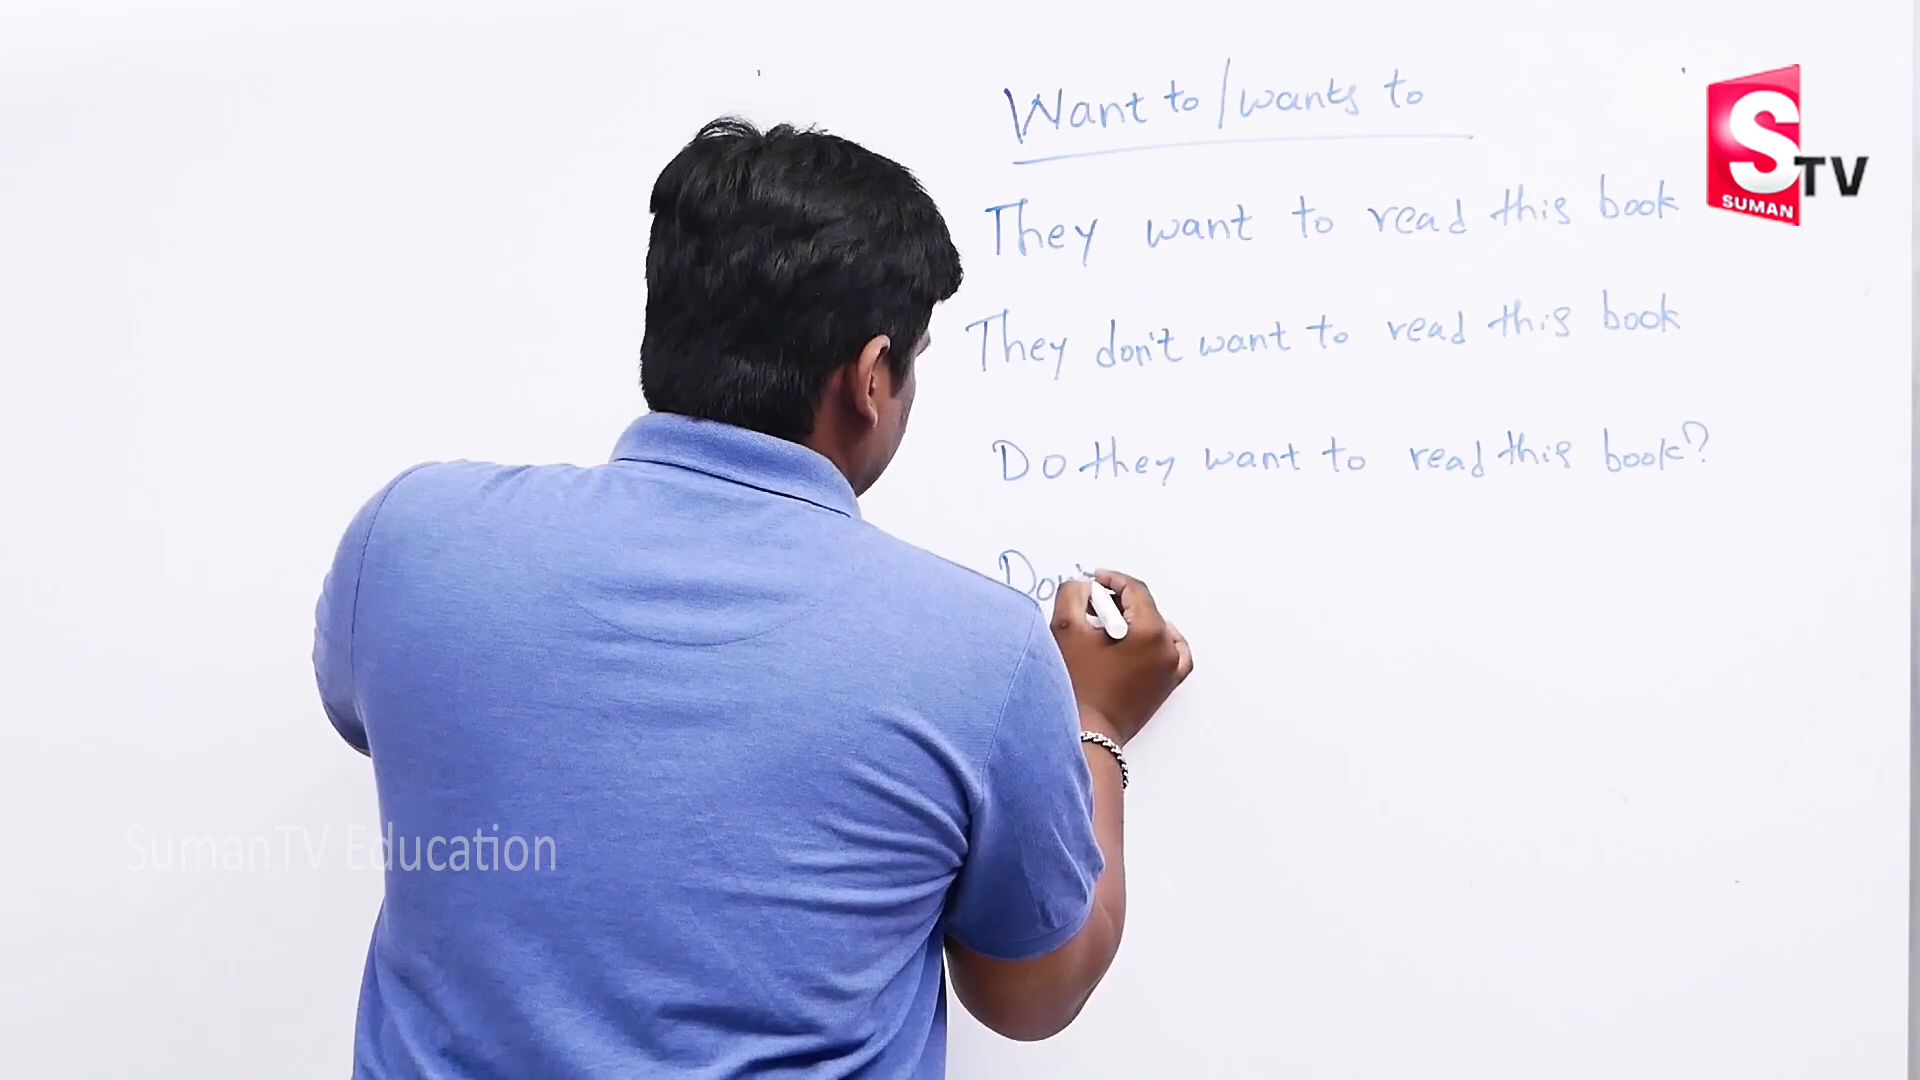 Want to / wants to
They want to read this book
They don't want to read this book
Do they want to read this book?
Don't
S TV
SUMAN
SumanTV Education